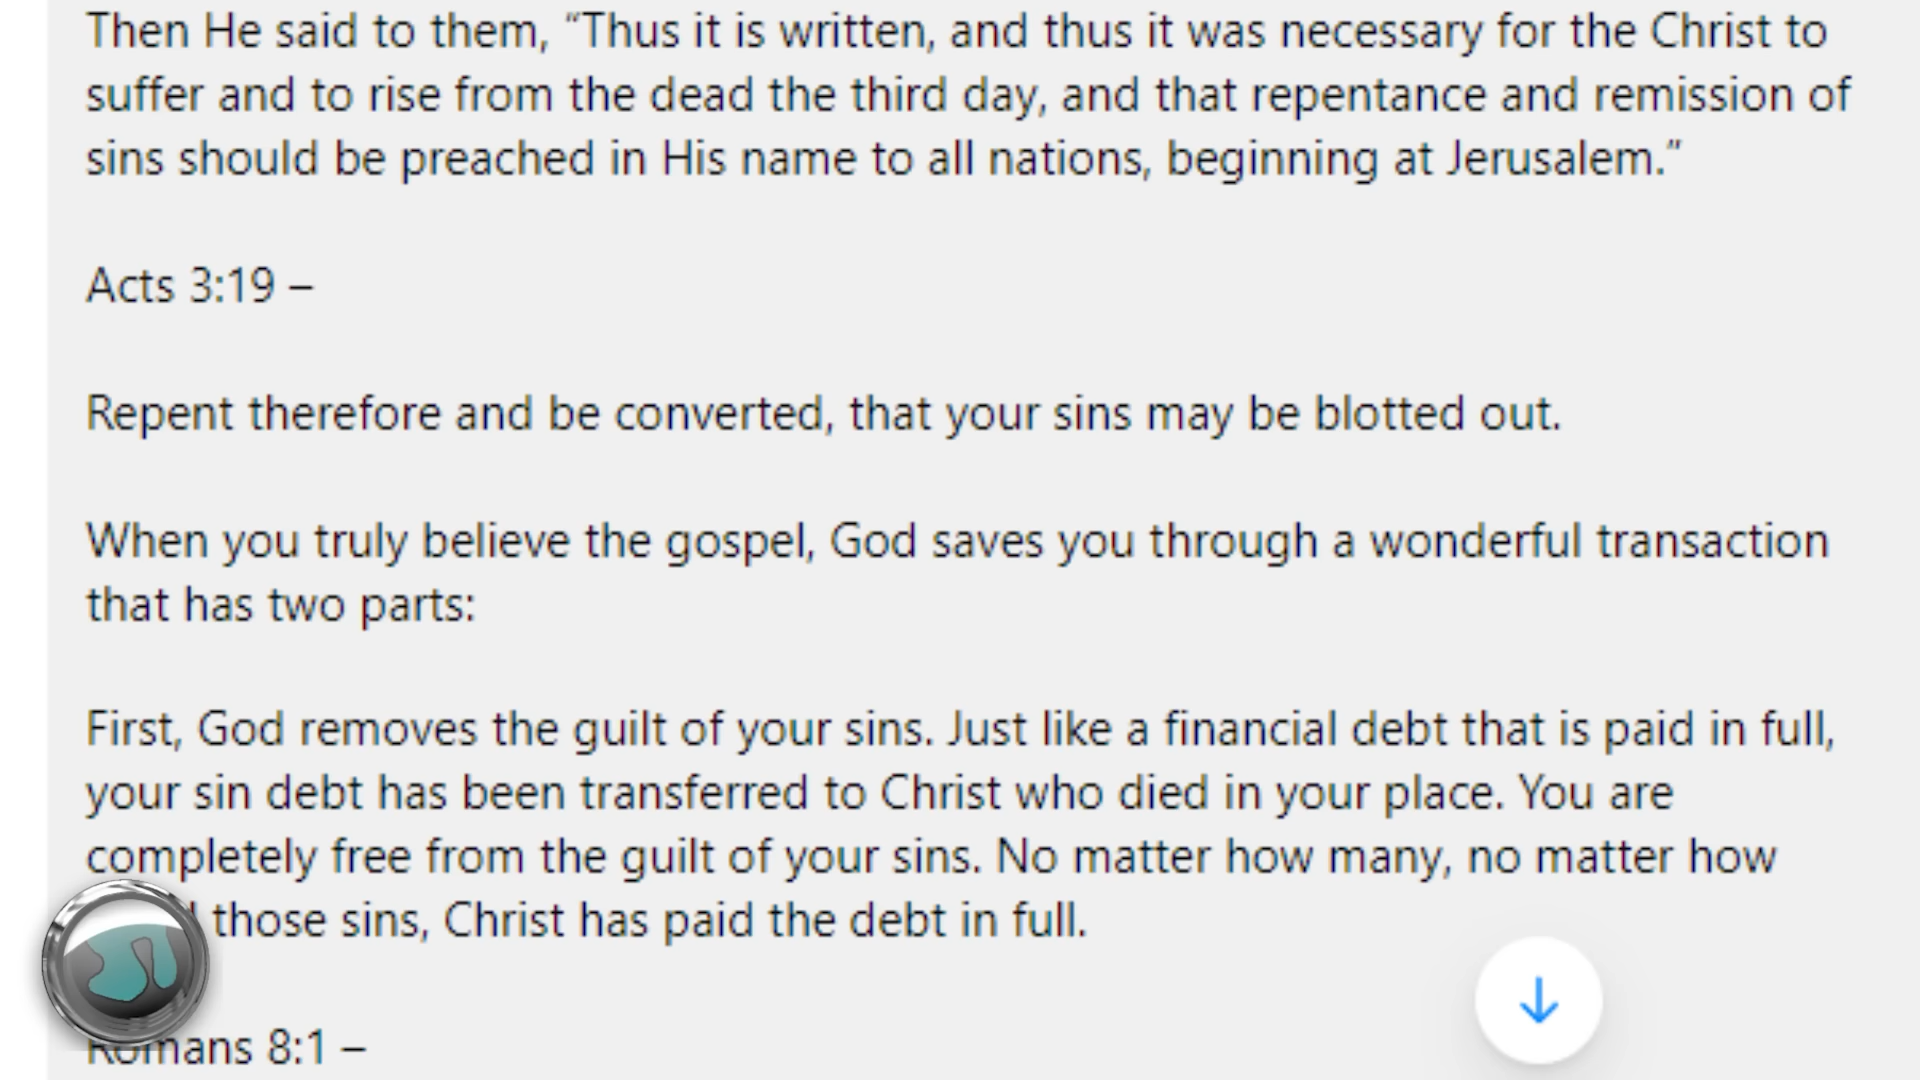 Then He said to them, “Thus it is written, and thus it was necessary for the Christ to
suffer and to rise from the dead the third day, and that repentance and remission of
sins should be preached in His name to all nations, beginning at Jerusalem.”
Acts 3:19 –
Repent therefore and be converted, that your sins may be blotted out.
When you truly believe the gospel, God saves you through a wonderful transaction
that has two parts:
First, God removes the guilt of your sins. Just like a financial debt that is paid in full,
your sin debt has been transferred to Christ who died in your place. You are
completely free from the guilt of your sins. No matter how many, no matter how
those sins, Christ has paid the debt in full.
Romans 8:1 –